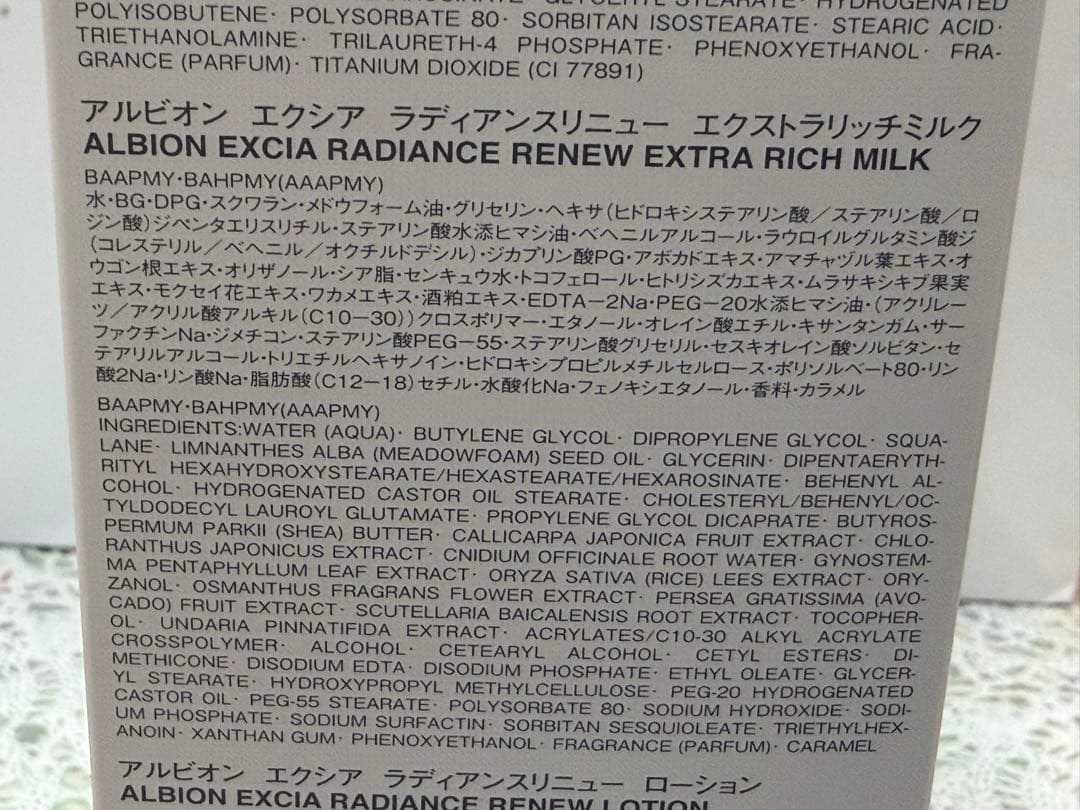 POLYISOBUTENE· POLYSORBATE 80· SORBITAN ISOSTEARATE· STEARIC ACID·
TRIETHANOLAMINE· TRILAURETH-4 PHOSPHATE· PHENOXYETHANOL· FRA-
GRANCE (PARFUM)· TITANIUM DIOXIDE (CI 77891)
アルビオン エクシア ラディアンスリニュー エクストラリッチミルク
ALBION EXCIA RADIANCE RENEW EXTRA RICH MILK
BAAPMY·BAHPMY(AAAPMY)
水・BG・DPG・スクワラン・メドウフォーム油・グリセリン・ヘキサ(ヒドロキシステアリン酸／ステアリン酸／ロ
ジン酸)ジペンタエリスリチル・ステアリン酸水添ヒマシ油・ベヘニルアルコール・ラウロイルグルタミン酸ジ
(コレステリル／ベヘニル／オクチルドデシル)・ジカプリン酸PG・アボカドエキス・アマチャヅル葉エキス・オ
ウゴン根エキス・オリザノール・シア脂・センキュウ水・トコフェロール・ヒトリシズカエキス・ムラサキシキブ果実
エキス・モクセイ花エキス・ワカメエキス・酒粕エキス・EDTA－2Na・PEG－20水添ヒマシ油・(アクリレー
ツ／アクリル酸アルキル(C10－30))クロスポリマー・エタノール・オレイン酸エチル・キサンタンガム・サー
ファクチンNa・ジメチコン・ステアリン酸PEG－55・ステアリン酸グリセリル・セスキオレイン酸ソルビタン・セ
テアリルアルコール・トリエチルヘキサノイン・ヒドロキシプロピルメチルセルロース・ポリソルベート80・リン
酸2Na・リン酸Na・脂肪酸(C12－18)セチル・水酸化Na・フェノキシエタノール・香料・カラメル
BAAPMY·BAHPMY(AAAPMY)
INGREDIENTS:WATER (AQUA)· BUTYLENE GLYCOL· DIPROPYLENE GLYCOL· SQUA-
LANE· LIMNANTHES ALBA (MEADOWFOAM) SEED OIL· GLYCERIN· DIPENTAERYTH-
RITYL HEXAHYDROXYSTEARATE/HEXASTEARATE/HEXAROSINATE· BEHENYL AL-
COHOL· HYDROGENATED CASTOR OIL STEARATE· CHOLESTERYL/BEHENYL/OC-
TYLDODECYL LAUROYL GLUTAMATE· PROPYLENE GLYCOL DICAPRATE· BUTYROS-
PERMUM PARKII (SHEA) BUTTER· CALLICARPA JAPONICA FRUIT EXTRACT· CHLO-
RANTHUS JAPONICUS EXTRACT· CNIDIUM OFFICINALE ROOT WATER· GYNOSTEM-
MA PENTAPHYLLUM LEAF EXTRACT· ORYZA SATIVA (RICE) LEES EXTRACT· ORY-
ZANOL· OSMANTHUS FRAGRANS FLOWER EXTRACT· PERSEA GRATISSIMA (AVO-
CADO) FRUIT EXTRACT· SCUTELLARIA BAICALENSIS ROOT EXTRACT· TOCOPHER-
OL· UNDARIA PINNATIFIDA EXTRACT· ACRYLATES/C10-30 ALKYL ACRYLATE
CROSSPOLYMER· ALCOHOL· CETEARYL ALCOHOL· CETYL ESTERS· DI-
METHICONE· DISODIUM EDTA· DISODIUM PHOSPHATE· ETHYL OLEATE· GLYCER-
YL STEARATE· HYDROXYPROPYL METHYLCELLULOSE· PEG-20 HYDROGENATED
CASTOR OIL· PEG-55 STEARATE· POLYSORBATE 80· SODIUM HYDROXIDE· SODI-
UM PHOSPHATE· SODIUM SURFACTIN· SORBITAN SESQUIOLEATE· TRIETHYLHEX-
ANOIN· XANTHAN GUM· PHENOXYETHANOL· FRAGRANCE (PARFUM)· CARAMEL
アルビオン エクシア ラディアンスリニュー ローション
ALBION EXCIA RADIANCE RENEW LOTION